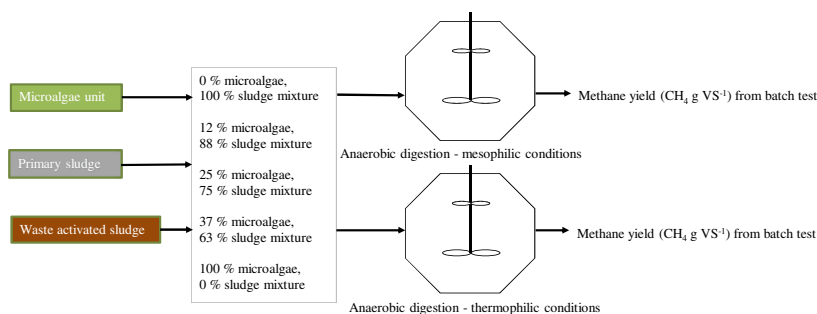 Microalgae unit
Primary sludge
Waste activated sludge
0 % microalgae,
100 % sludge mixture
12 % microalgae,
88 % sludge mixture
25 % microalgae,
75 % sludge mixture
37 % microalgae,
63 % sludge mixture
100 % microalgae,
0 % sludge mixture
Anaerobic digestion - mesophilic conditions
Methane yield (CH₄ g VS⁻¹) from batch test
Anaerobic digestion - thermophilic conditions
Methane yield (CH₄ g VS⁻¹) from batch test